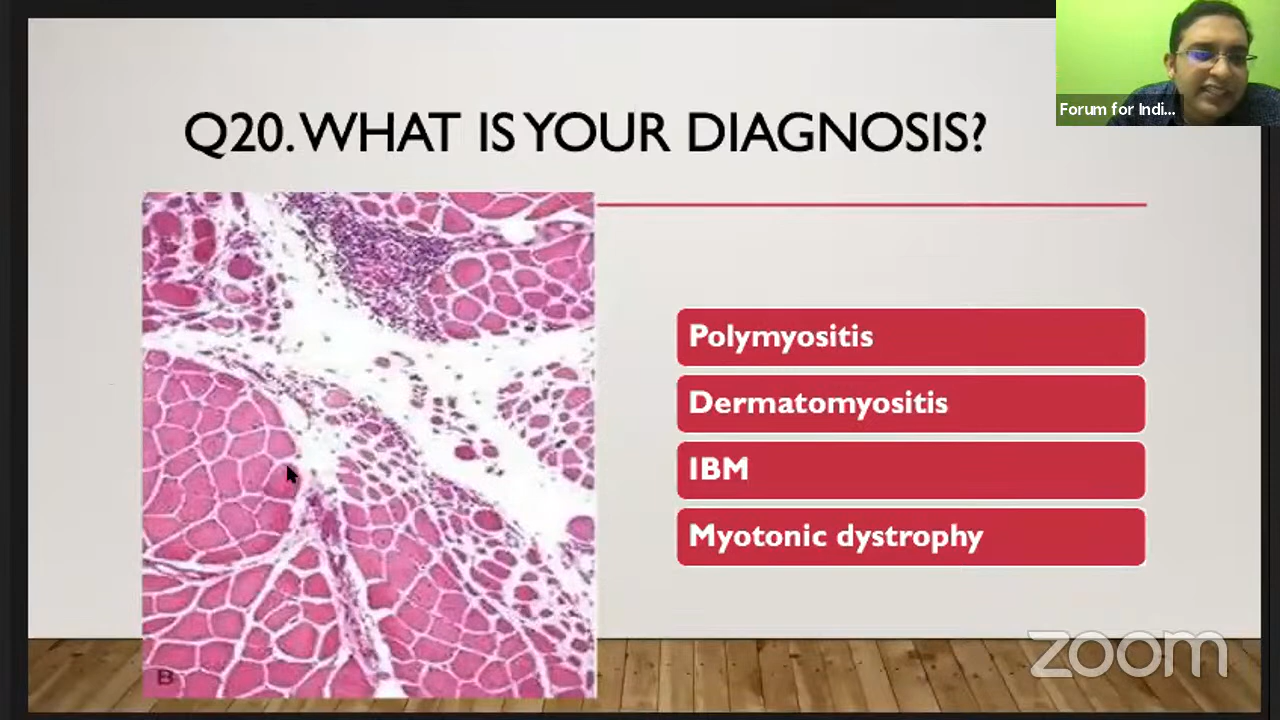 Forum for Indi...
Q20. WHAT IS YOUR DIAGNOSIS?
Polymyositis
Dermatomyositis
IBM
Myotonic dystrophy
B
zoom